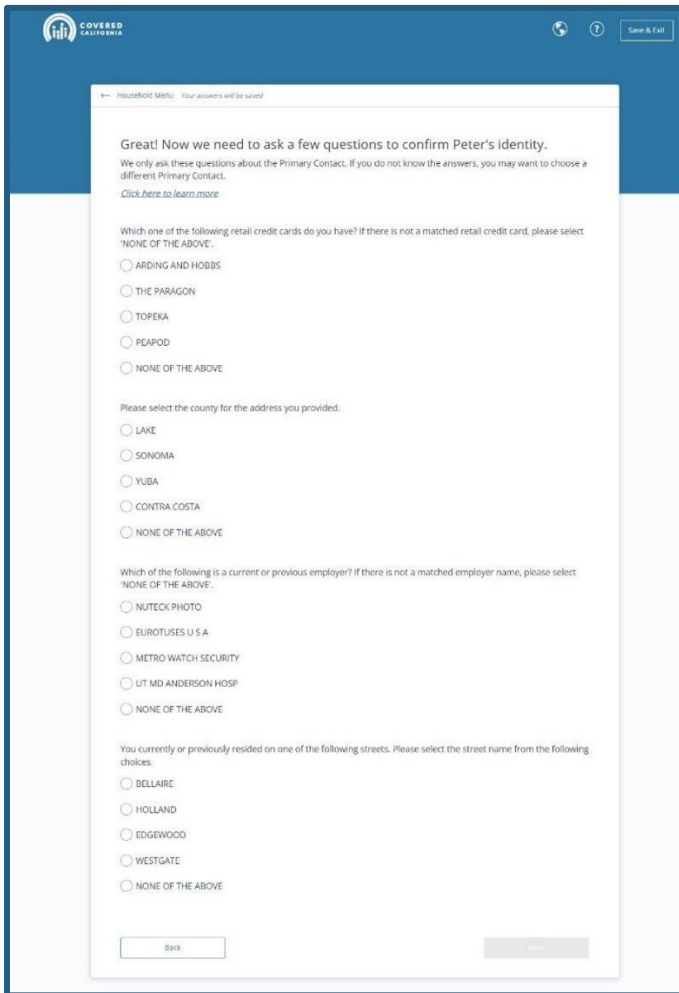 COVERED
CALIFORNIA
?
Save & Exit
← Household Menu Your answers will be saved
Great! Now we need to ask a few questions to confirm Peter's identity.
We only ask these questions about the Primary Contact. If you do not know the answers, you may want to choose a
different Primary Contact.
Click here to learn more
Which one of the following retail credit cards do you have? If there is not a matched retail credit card, please select
'NONE OF THE ABOVE'.
ARDING AND HOBBS
THE PARAGON
TOPEKA
PEAPOD
NONE OF THE ABOVE
Please select the county for the address you provided.
LAKE
SONOMA
YUBA
CONTRA COSTA
NONE OF THE ABOVE
Which of the following is a current or previous employer? If there is not a matched employer name, please select
'NONE OF THE ABOVE'.
NUTECK PHOTO
EUROTUSES U S A
METRO WATCH SECURITY
UT MD ANDERSON HOSP
NONE OF THE ABOVE
You currently or previously resided on one of the following streets. Please select the street name from the following
choices.
BELLAIRE
HOLLAND
EDGEWOOD
WESTGATE
NONE OF THE ABOVE
Back
Next